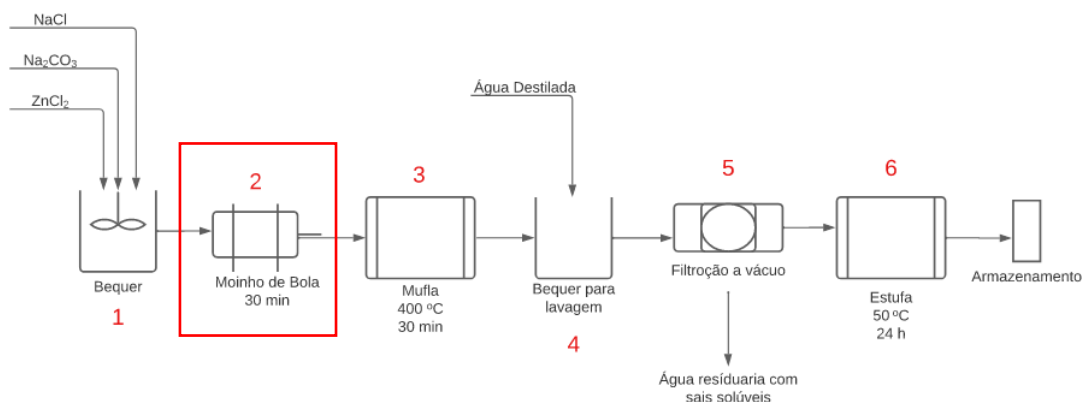 NaCl
Na₂CO₃
ZnCl₂
Água Destilada
1
2
3
4
5
6
Bequer
Moinho de Bola
30 min
Mufla
400 ºC
30 min
Bequer para
lavagem
Filtroção a vácuo
Água resíduaria com
sais solúveis
Estufa
50 ºC
24 h
Armazenamento